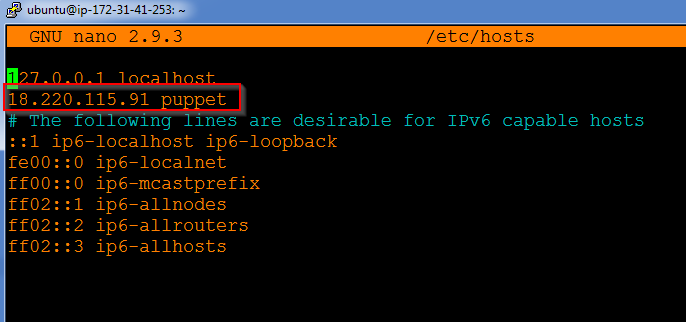 ubuntu@ip-172-31-41-253: ~
GNU nano 2.9.3 /etc/hosts
127.0.0.1 localhost
18.220.115.91 puppet
# The following lines are desirable for IPv6 capable hosts
::1 ip6-localhost ip6-loopback
fe00::0 ip6-localnet
ff00::0 ip6-mcastprefix
ff02::1 ip6-allnodes
ff02::2 ip6-allrouters
ff02::3 ip6-allhosts